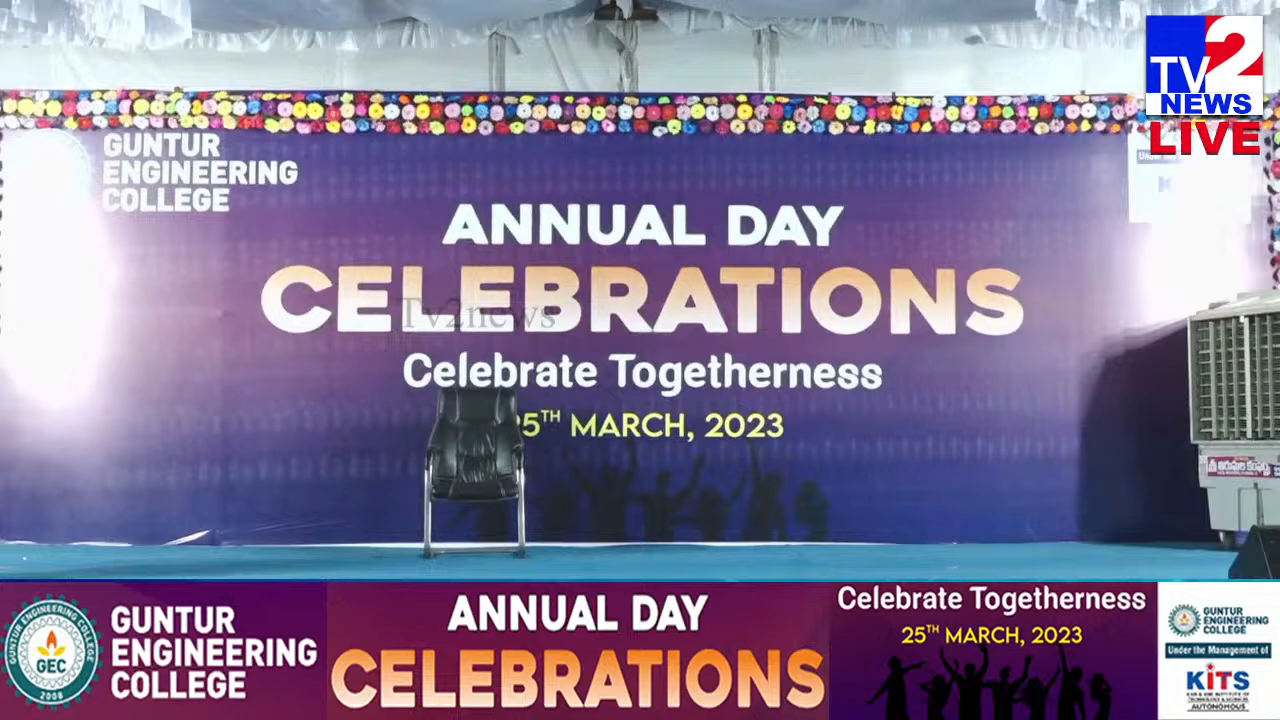 TV2
NEWS
LIVE
GUNTUR
ENGINEERING
COLLEGE
ANNUAL DAY
CELEBRATIONS
Tv2news
Celebrate Togetherness
25TH MARCH, 2023
GUNTUR ENGINEERING COLLEGE
GEC
2008
GUNTUR
ENGINEERING
COLLEGE
ANNUAL DAY
CELEBRATIONS
Celebrate Togetherness
25TH MARCH, 2023
GUNTUR
ENGINEERING
COLLEGE
Under the Management of
KITS
AUTONOMOUS